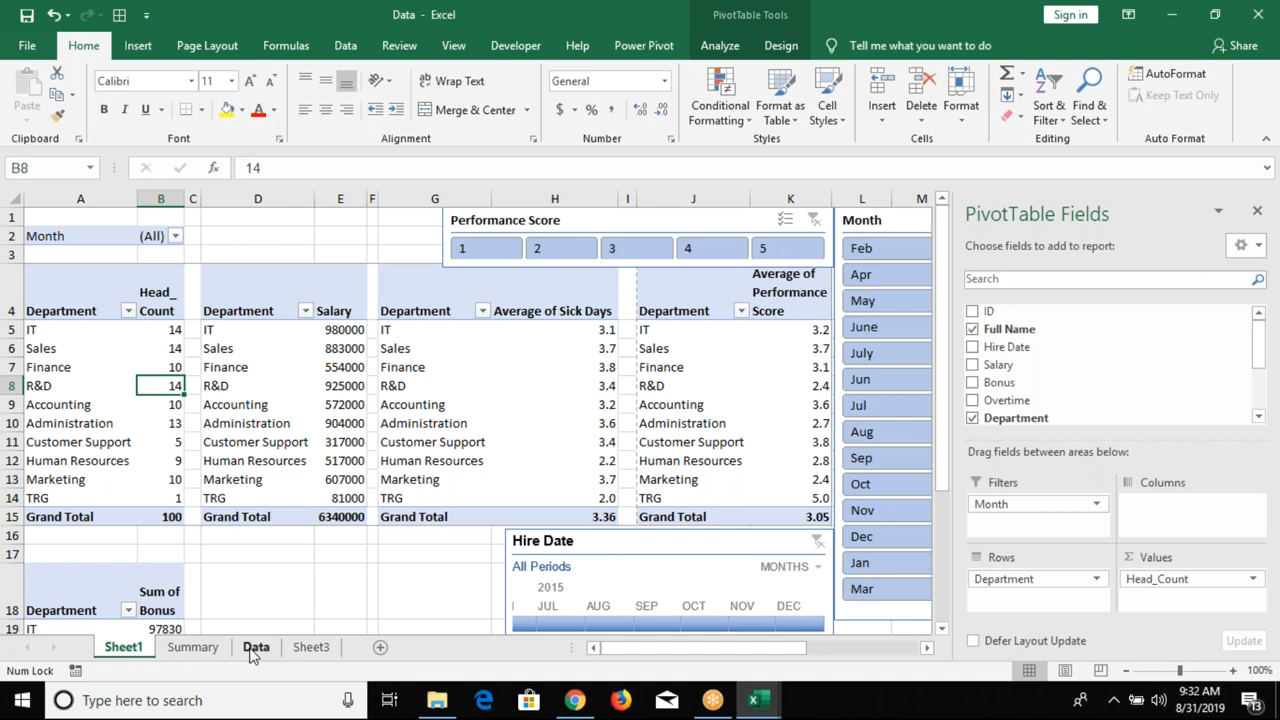 Data - Excel
PivotTable Tools
Sign in
File Home Insert Page Layout Formulas Data Review View Developer Help Power Pivot Analyze Design Tell me what you want to do Share
Paste
Calibri 11
B I U A
Wrap Text
Merge & Center
General
$ % ,
Conditional Formatting
Format as Table
Cell Styles
Insert
Delete
Format
Sort & Filter
Find & Select
AutoFormat
Keep Text Only
Clipboard Font Alignment Number Styles Cells Editing Auto Format
B8 fx 14
A B C D E F G H I J K L M
1
2 Month (All)
3
Performance Score
1 2 3 4 5
4 Department Head_ Count Department Salary Department Average of Sick Days Department Average of Performance Score
5 IT 14 IT 980000 IT 3.1 IT 3.2
6 Sales 14 Sales 883000 Sales 3.7 Sales 3.7
7 Finance 10 Finance 554000 Finance 3.8 Finance 3.1
8 R&D 14 R&D 925000 R&D 3.4 R&D 2.4
9 Accounting 10 Accounting 572000 Accounting 3.2 Accounting 3.6
10 Administration 13 Administration 904000 Administration 3.6 Administration 2.7
11 Customer Support 5 Customer Support 317000 Customer Support 3.1 Customer Support 3.8
12 Human Resources 9 Human Resources 517000 Human Resources 2.2 Human Resources 2.8
13 Marketing 10 Marketing 607000 Marketing 3.7 Marketing 2.4
14 TRG 1 TRG 81000 TRG 2.0 TRG 5.0
15 Grand Total 100 Grand Total 6340000 Grand Total 3.36 Grand Total 3.05
16
17
18 Department Sum of Bonus
19 IT 97830
Hire Date
All Periods MONTHS
2015
JUL AUG SEP OCT NOV DEC
Month
Feb
Apr
May
June
July
Jun
Jul
Aug
Sep
Oct
Nov
Dec
Jan
Mar
PivotTable Fields
Choose fields to add to report:
Search
ID
Full Name
Hire Date
Salary
Bonus
Overtime
Department
Drag fields between areas below:
Filters
Month
Columns
Rows
Department
Σ Values
Head_Count
Defer Layout Update
Update
Sheet1 Summary Data Sheet3
Num Lock
100%
Type here to search
9:32 AM
8/31/2019
13